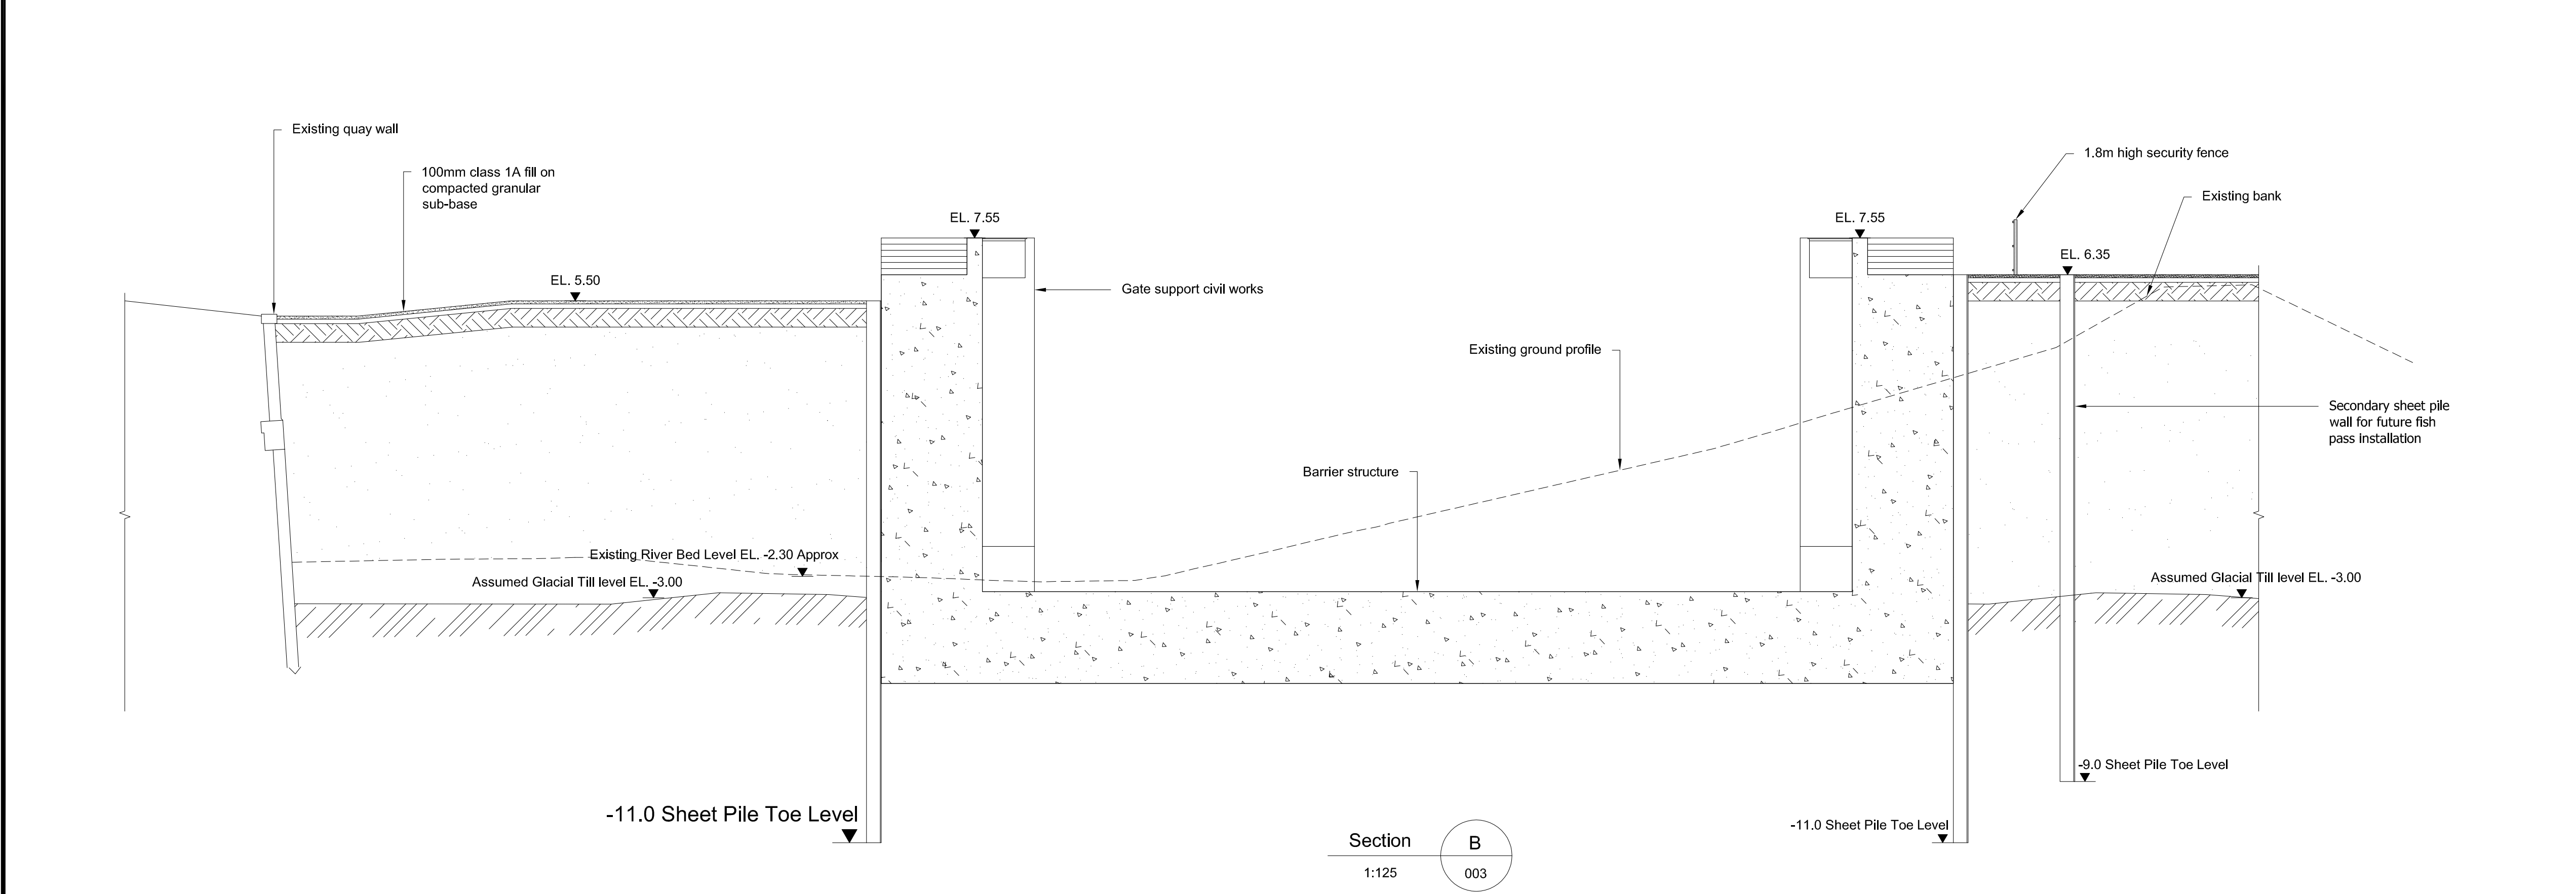 Existing quay wall
100mm class 1A fill on
compacted granular
sub-base
EL. 5.50
EL. 7.55
Gate support civil works
Existing ground profile
Barrier structure
EL. 7.55
1.8m high security fence
Existing bank
EL. 6.35
Secondary sheet pile
wall for future fish
pass installation
Existing River Bed Level EL. -2.30 Approx
Assumed Glacial Till level EL. -3.00
Assumed Glacial Till level EL. -3.00
-9.0 Sheet Pile Toe Level
-11.0 Sheet Pile Toe Level
-11.0 Sheet Pile Toe Level
Section B
1:125 003